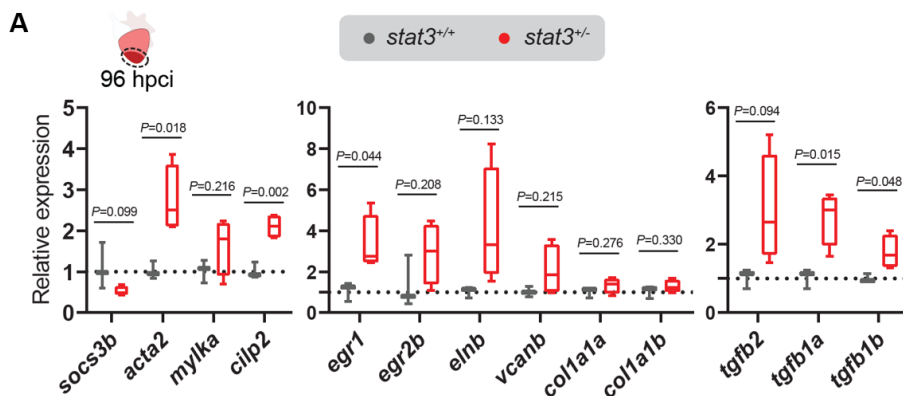 A
stat3+/+ stat3+/-
96 hpci
Relative expression
5
4
3
2
1
0
P=0.099
P=0.018
P=0.216
P=0.002
socs3b
acta2
mylka
cilp2
10
8
6
4
2
0
P=0.044
P=0.208
P=0.133
P=0.215
P=0.276
P=0.330
egr1
egr2b
elnb
vcanb
col1a1a
col1a1b
6
4
2
0
P=0.094
P=0.015
P=0.048
tgfb2
tgfb1a
tgfb1b